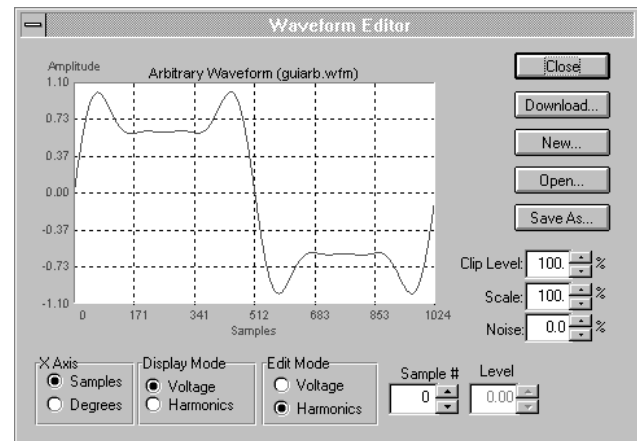 Waveform Editor
Amplitude
Arbitrary Waveform (guiarb.wfm)
1.10
0.73
0.37
0.00
-0.37
-0.73
-1.10
0 171 341 512 683 853 1024
Samples
Close
Download...
New...
Open...
Save As...
Clip Level: 100. %
Scale: 100. %
Noise: 0.0 %
X Axis
Samples
Degrees
Display Mode
Voltage
Harmonics
Edit Mode
Voltage
Harmonics
Sample # Level
0 0.00